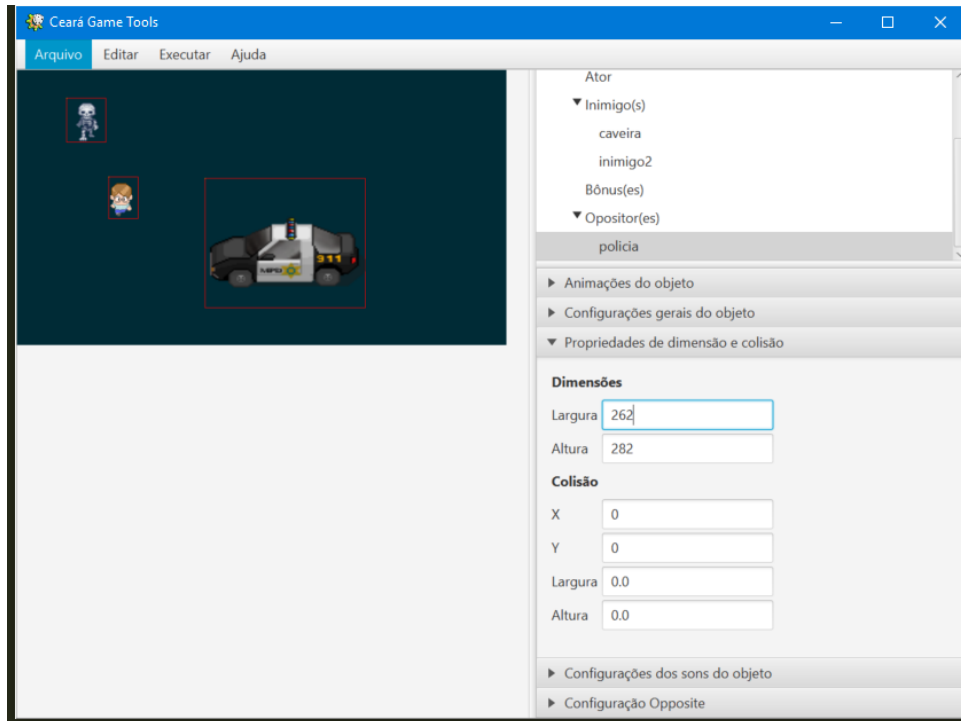 Ceará Game Tools
Arquivo Editar Executar Ajuda
Ator
Inimigo(s)
caveira
inimigo2
Bônus(es)
Opositor(es)
policia
911
Animações do objeto
Configurações gerais do objeto
Propriedades de dimensão e colisão
Dimensões
Largura 262
Altura 282
Colisão
X 0
Y 0
Largura 0.0
Altura 0.0
Configurações dos sons do objeto
Configuração Opposite